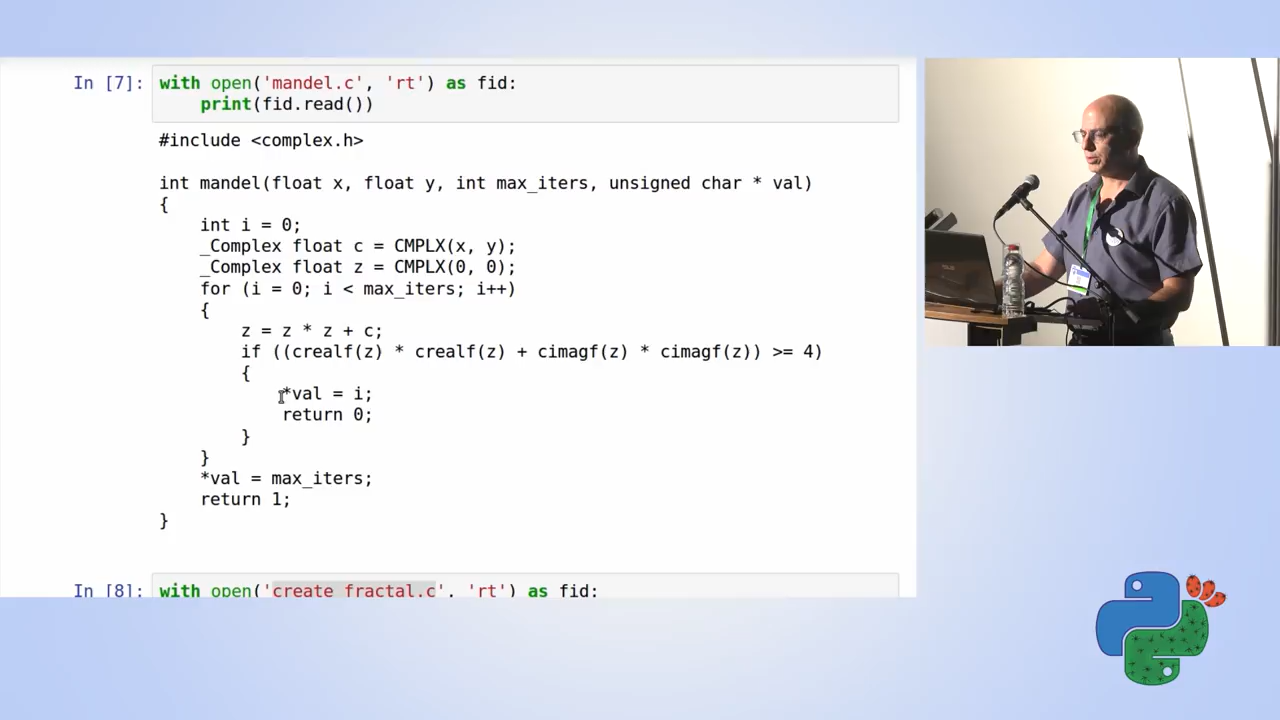 In [7]: with open('mandel.c', 'rt') as fid:
print(fid.read())
#include <complex.h>
int mandel(float x, float y, int max_iters, unsigned char * val)
{
int i = 0;
_Complex float c = CMPLX(x, y);
_Complex float z = CMPLX(0, 0);
for (i = 0; i < max_iters; i++)
{
z = z * z + c;
if ((crealf(z) * crealf(z) + cimagf(z) * cimagf(z)) >= 4)
{
*val = i;
return 0;
}
}
*val = max_iters;
return 1;
}
In [8]: with open('create_fractal.c', 'rt') as fid: